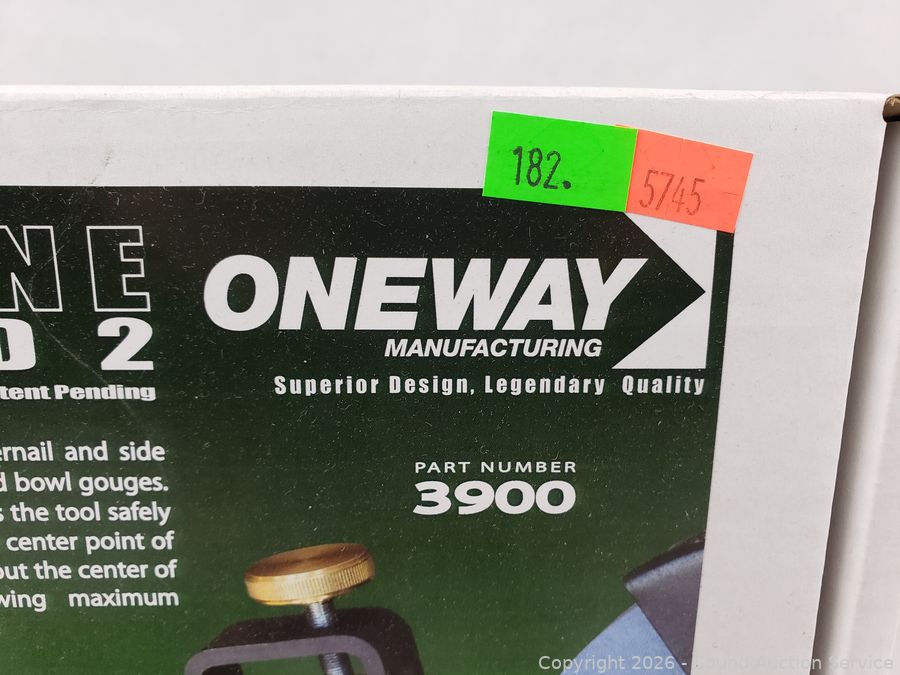 182.
5745
NE
ONEWAY
MANUFACTURING
Superior Design, Legendary Quality
D 2
tent Pending
ernail and side
d bowl gouges.
s the tool safely
center point of
out the center of
wing maximum
PART NUMBER
3900
Copyright 2026 - Sound Auction Service